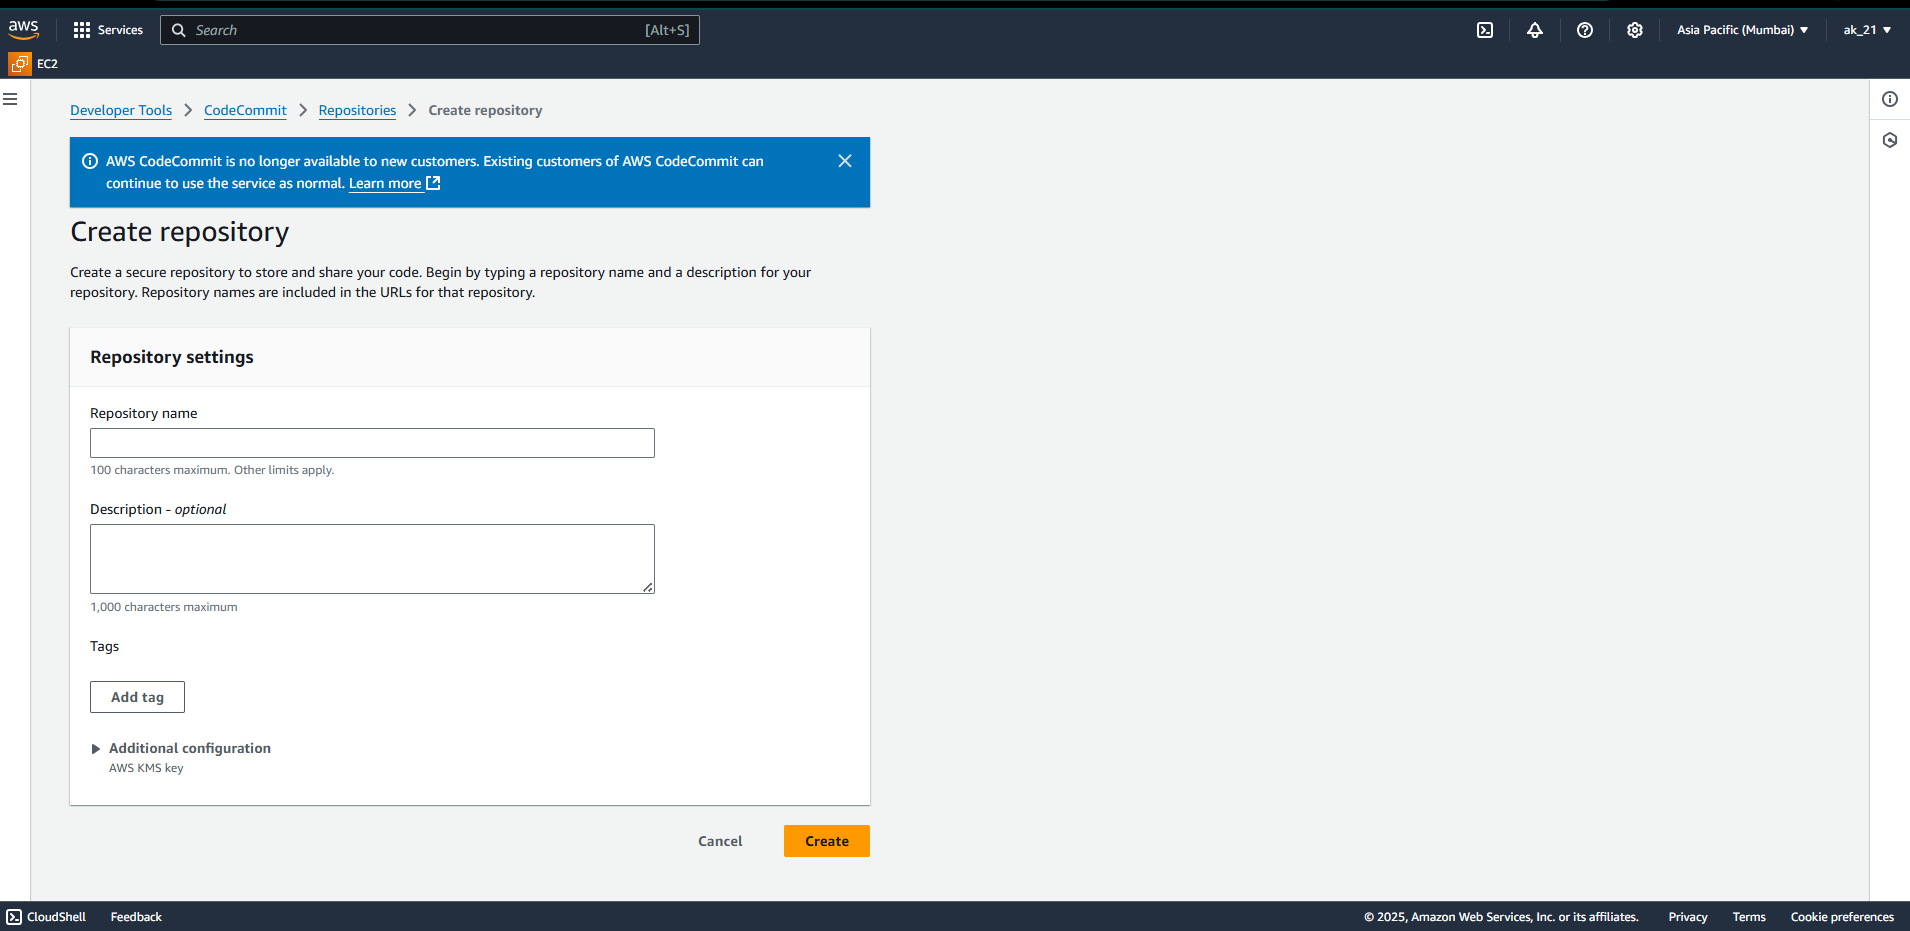 aws
Services
Search
[Alt+S]
Asia Pacific (Mumbai)
ak_21
EC2
Developer Tools
CodeCommit
Repositories
Create repository
AWS CodeCommit is no longer available to new customers. Existing customers of AWS CodeCommit can
continue to use the service as normal. Learn more
Create repository
Create a secure repository to store and share your code. Begin by typing a repository name and a description for your
repository. Repository names are included in the URLs for that repository.
Repository settings
Repository name
100 characters maximum. Other limits apply.
Description - optional
1,000 characters maximum
Tags
Add tag
Additional configuration
AWS KMS key
Cancel
Create
CloudShell
Feedback
© 2025, Amazon Web Services, Inc. or its affiliates.
Privacy
Terms
Cookie preferences